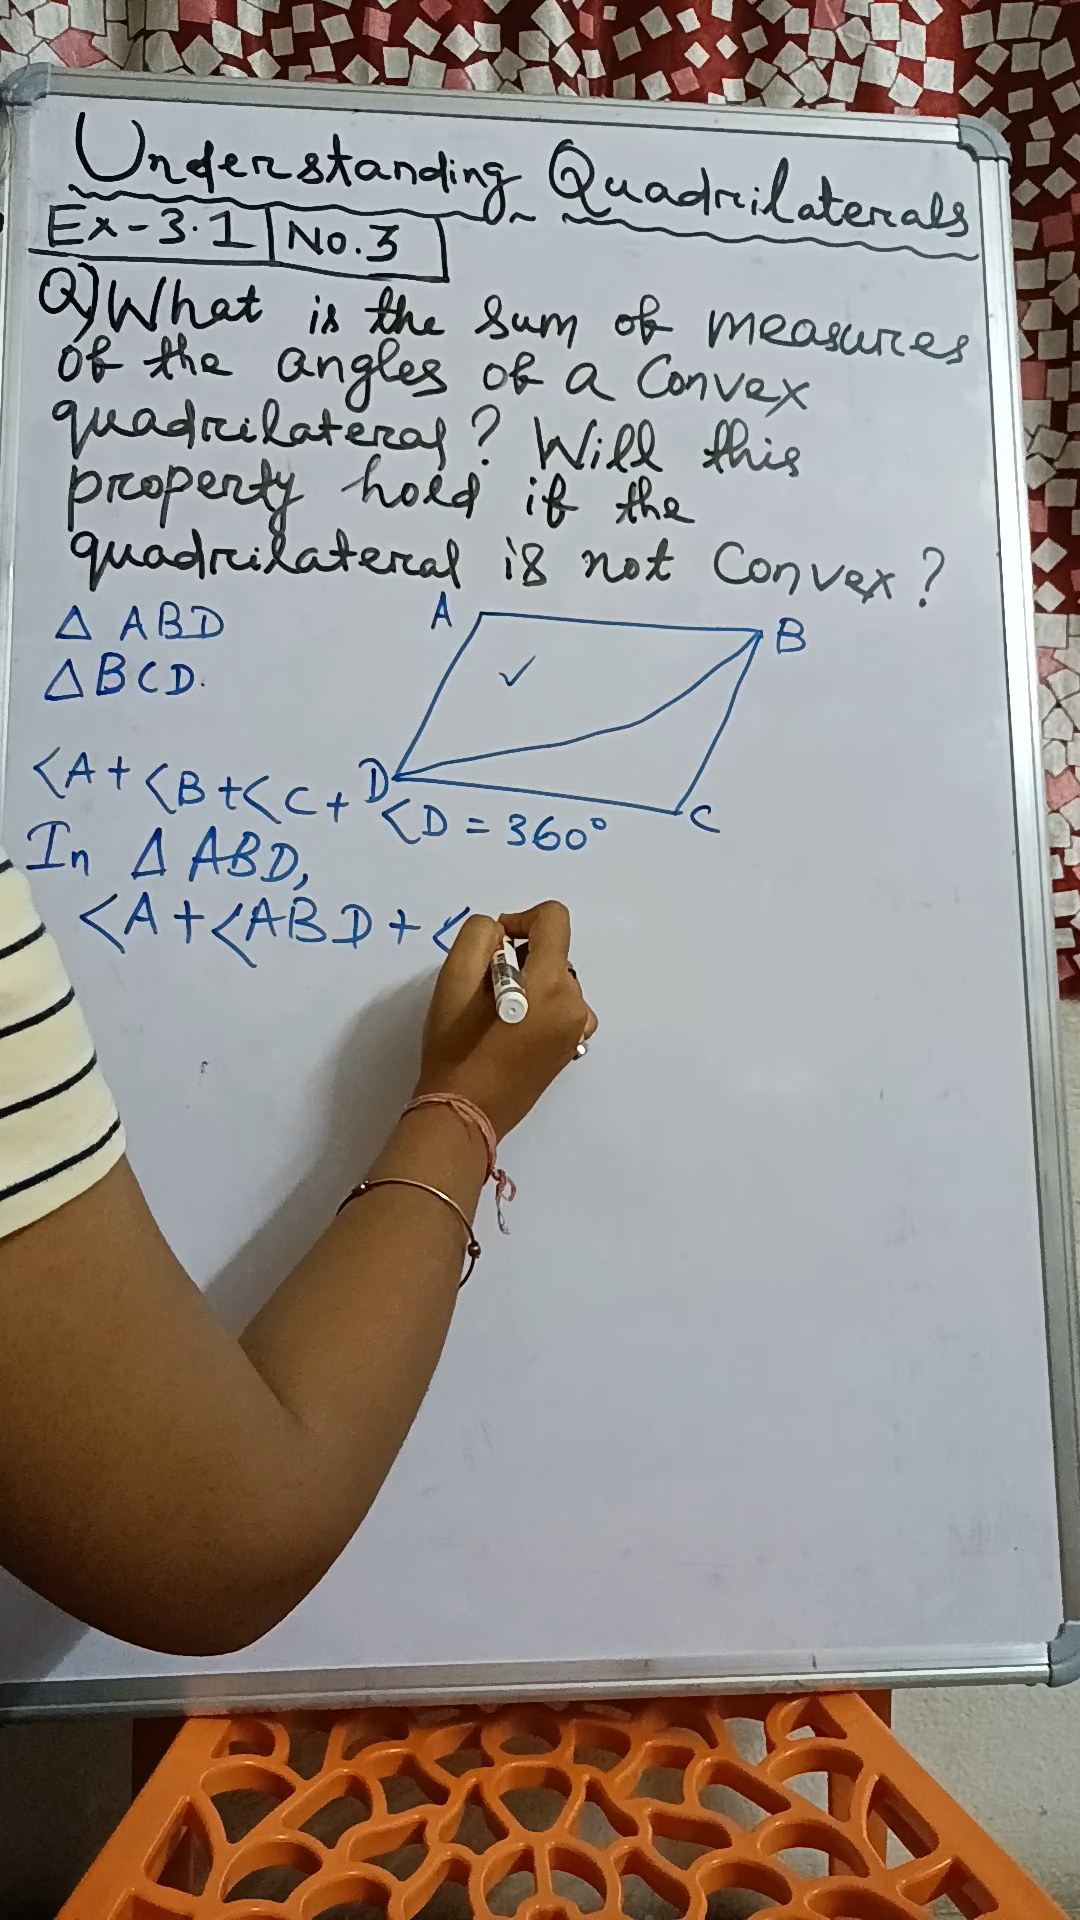 Understanding Quadrilaterals
Ex-3.1 No.3
Q) What is the sum of measures
of the angles of a Convex
quadrilateral? Will this
property hold if the
quadrilateral is not Convex?
△ ABD
△ BCD.
A
B
D
C
<A+<B+<C+<D=360°
In △ ABD,
<A+<ABD+<